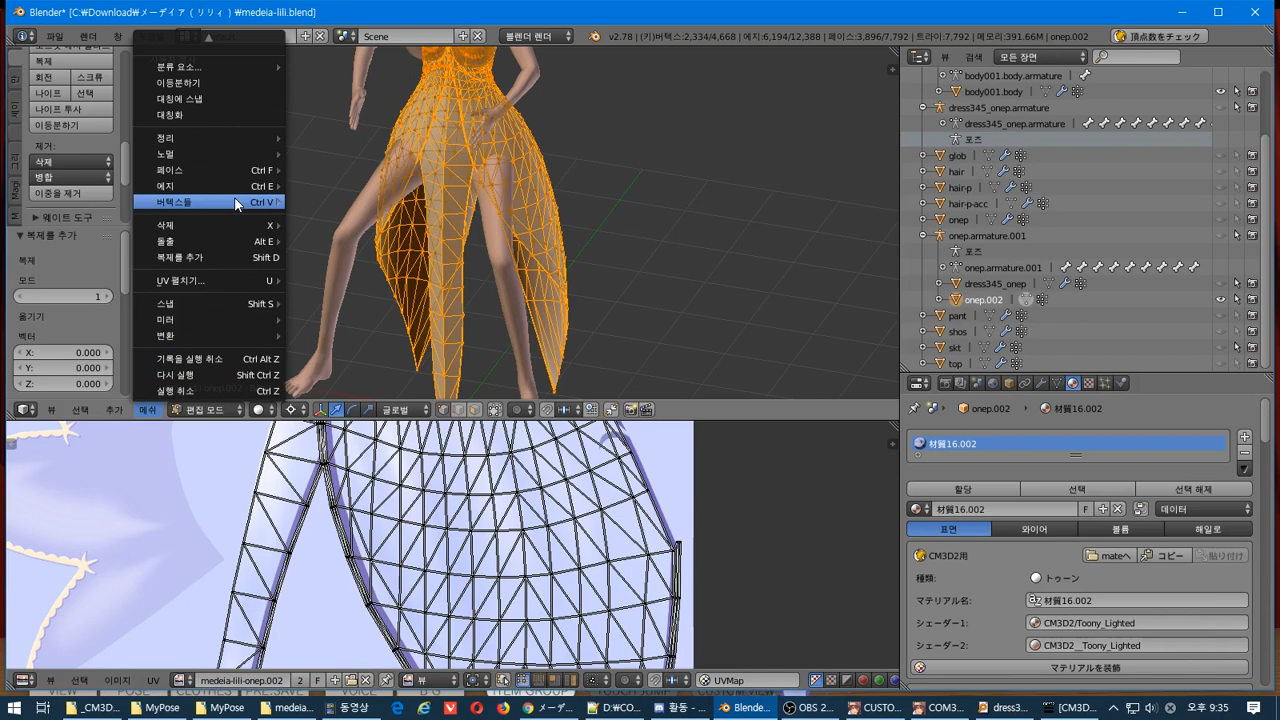 Blender* [C:₩Download₩メーデイア ( リリィ ) ₩medeia-lili.blend]
파일
렌더
창
Scene
블렌더 렌더
v2.78 | (키)버텍스:2,334/4,668 | 에지:6,194/12,388 | 페이스:3,896/7,792 | 트라이:7,792 | 메모리:391.66M | onep.002
頂点数をチェック
복제
회전
스크류
나이프
선택
나이프 투사
이등분하기
제거:
삭제
병합
이중을 제거
▶ 웨이트 도구
▼ 복제를 추가
복제
모드
1
옮기기
벡터
X: 0.000
Y: 0.000
Z: 0.000
분류 요소...
이등분하기
대칭에 스냅
대칭화
정리
노멀
페이스 Ctrl F
에지 Ctrl E
버텍스들 Ctrl V
삭제 X
돌출 Alt E
복제를 추가 Shift D
UV 펼치기... U
스냅 Shift S
미러
변환
기록을 실행 취소 Ctrl Alt Z
다시 실행 Shift Ctrl Z
실행 취소 Ctrl Z
뷰 선택 추가 메쉬 편집 모드 글로벌
뷰 선택 이미지 UV medeia-lili-onep.002 2 F 뷰 UVMap
뷰 검색 모든 장면
body001.body.armature
body001.body
dress345_onep.armature
dress345_onep.armature
포즈
glob
hair
hair-p
hair-p-acc
onep
onep.armature.001
포즈
onep.armature.001
dress345_onep
onep.002
pant
shos
skt
top
onep.002 材質16.002
材質16.002
할당 선택 선택 해제
材質16.002 F 데이터
표면 와이어 볼륨 해일로
CM3D2用 mateへ コピー 貼り付け
種類: トゥーン
マテリアル名: 材質16.002
シェーダー1: CM3D2/Toony_Lighted
シェーダー2: CM3D2__Toony_Lighted
マテリアルを装飾
_CM3D...
MyPose
MyPose
medeia...
동영상
メーデ...
D:₩CO...
활동 - ...
Blende...
OBS 2...
CUSTO...
COM3...
dress3...
[CM3D...
오후 9:35